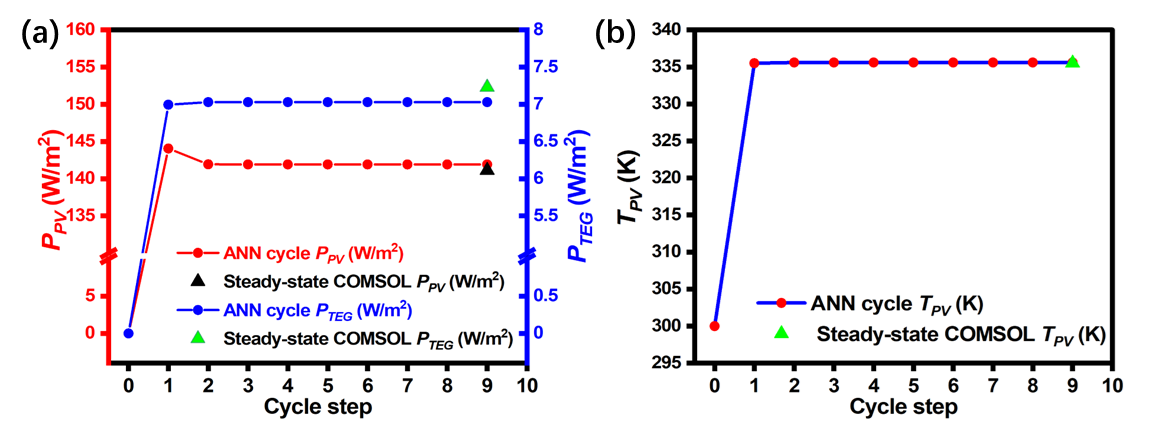 (a)
160
155
150
145
140
135
5
0
P_PV (W/m²)
8
7.5
7
6.5
6
5.5
0.5
0
P_TEG (W/m²)
ANN cycle P_PV (W/m²)
Steady-state COMSOL P_PV (W/m²)
ANN cycle P_TEG (W/m²)
Steady-state COMSOL P_TEG (W/m²)
0 1 2 3 4 5 6 7 8 9 10
Cycle step
(b)
340
335
330
325
320
315
310
305
300
295
T_PV (K)
ANN cycle T_PV (K)
Steady-state COMSOL T_PV (K)
0 1 2 3 4 5 6 7 8 9 10
Cycle step